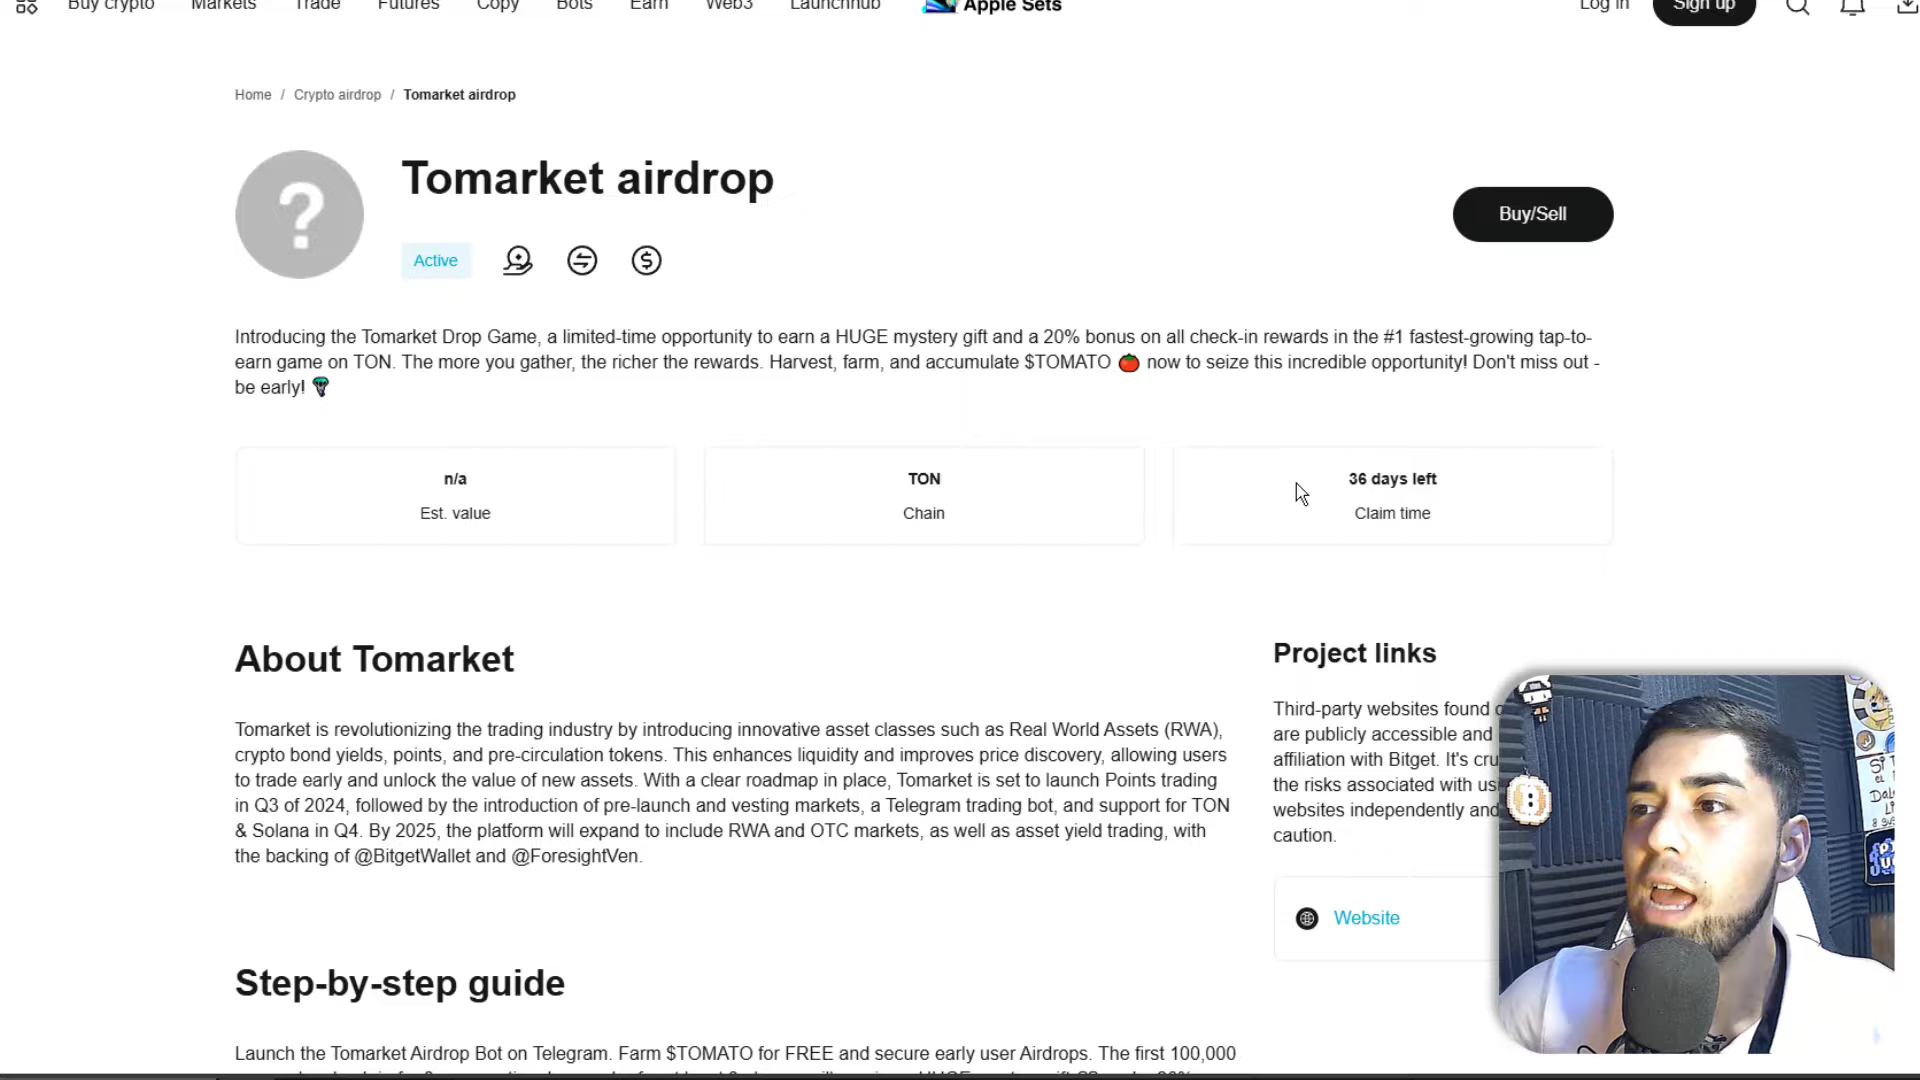 Buy crypto Markets Trade Futures Copy Bots Earn Web3 Launchhub Apple Sets Log in Sign up
Home / Crypto airdrop / Tomarket airdrop
Tomarket airdrop
Buy/Sell
Active
Introducing the Tomarket Drop Game, a limited-time opportunity to earn a HUGE mystery gift and a 20% bonus on all check-in rewards in the #1 fastest-growing tap-to-
earn game on TON. The more you gather, the richer the rewards. Harvest, farm, and accumulate $TOMATO 🍅 now to seize this incredible opportunity! Don't miss out -
be early! 🪂
n/a
Est. value
TON
Chain
36 days left
Claim time
About Tomarket
Tomarket is revolutionizing the trading industry by introducing innovative asset classes such as Real World Assets (RWA),
crypto bond yields, points, and pre-circulation tokens. This enhances liquidity and improves price discovery, allowing users
to trade early and unlock the value of new assets. With a clear roadmap in place, Tomarket is set to launch Points trading
in Q3 of 2024, followed by the introduction of pre-launch and vesting markets, a Telegram trading bot, and support for TON
& Solana in Q4. By 2025, the platform will expand to include RWA and OTC markets, as well as asset yield trading, with
the backing of @BitgetWallet and @ForesightVen.
Project links
Third-party websites found
are publicly accessible and
affiliation with Bitget. It's
the risks associated with
websites independently and
caution.
Website
Step-by-step guide
Launch the Tomarket Airdrop Bot on Telegram. Farm $TOMATO for FREE and secure early user Airdrops. The first 100,000